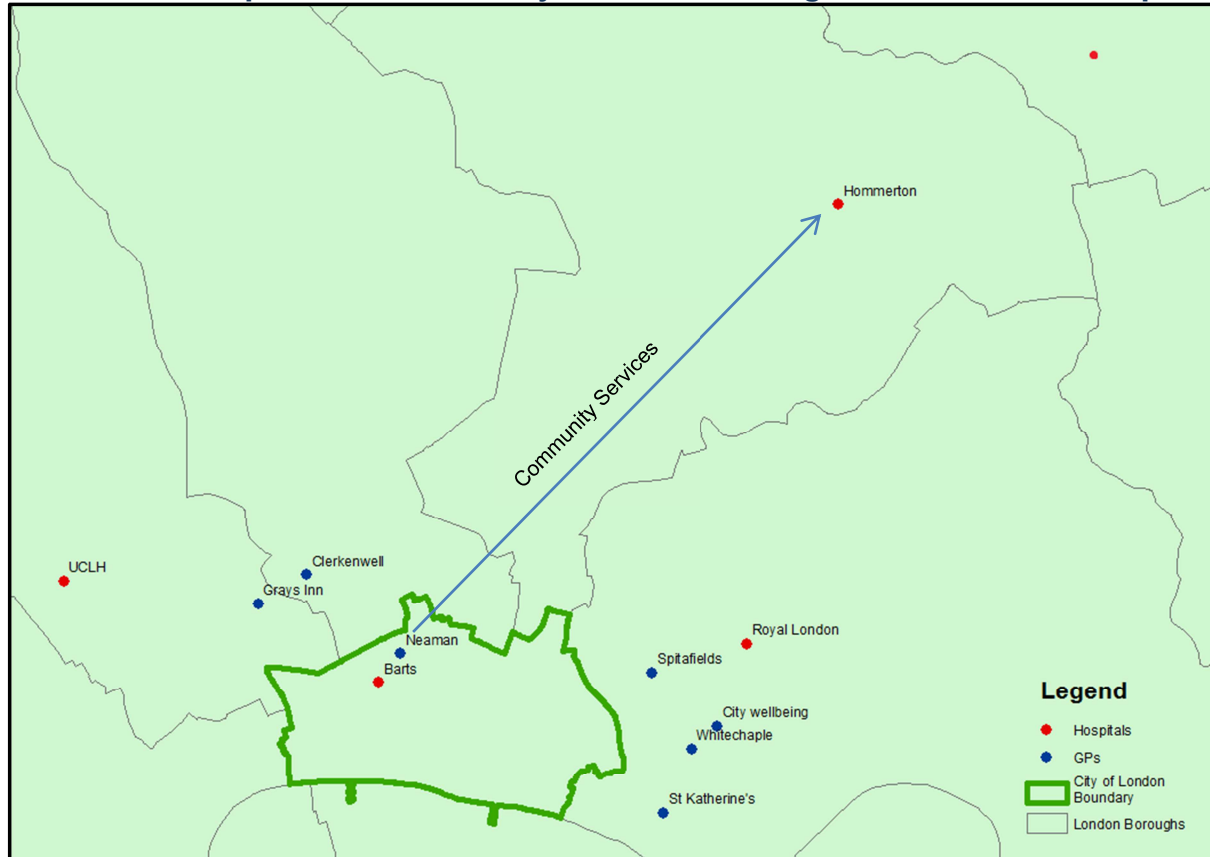 Hommerton
Community Services
UCLH
Clerkenwell
Grays Inn
Neaman
Barts
Royal London
Spitafields
City wellbeing
Whitechaple
St Katherine's
Legend
Hospitals
GPs
City of London
Boundary
London Boroughs